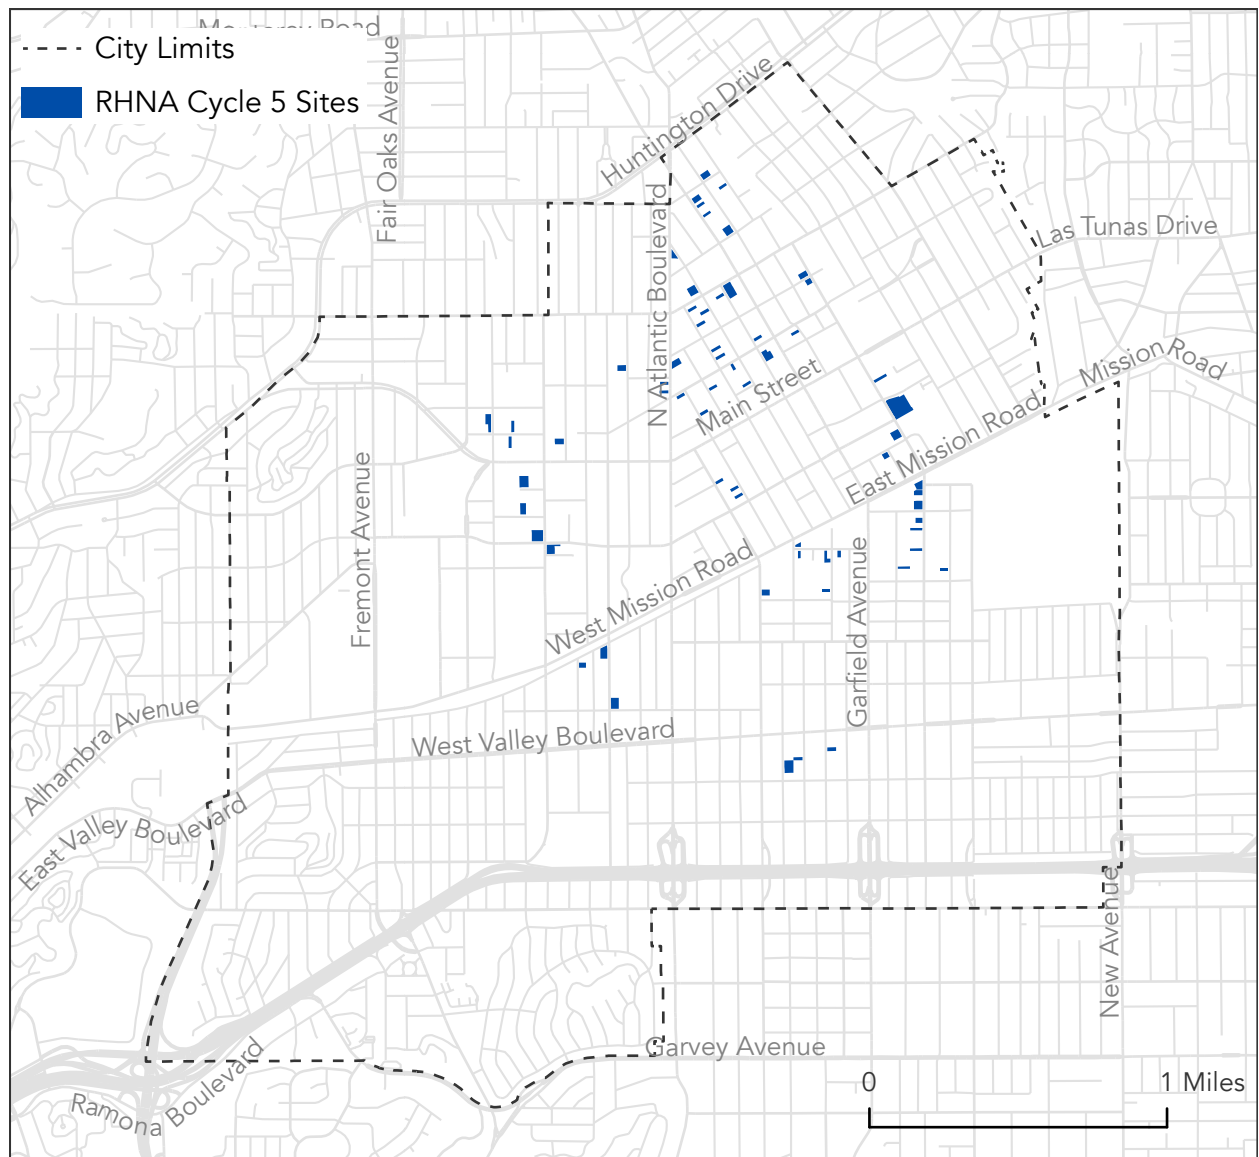 Monterey Road
City Limits
RHNA Cycle 5 Sites
Fair Oaks Avenue
Huntington Drive
N Atlantic Boulevard
Las Tunas Drive
Mission Road
Main Street
East Mission Road
Fremont Avenue
West Mission Road
Garfield Avenue
Alhambra Avenue
West Valley Boulevard
East Valley Boulevard
New Avenue
Garvey Avenue
Ramona Boulevard
0 1 Miles